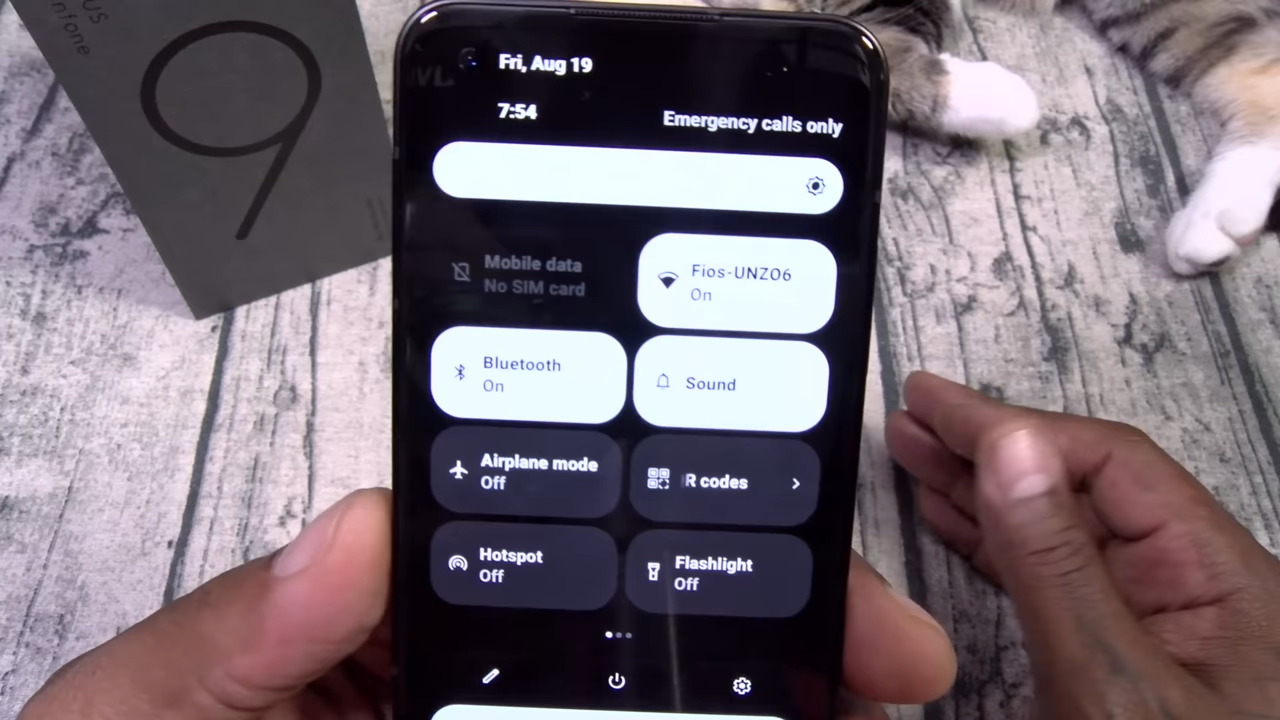 nfone
9
Fri, Aug 19
7:54
Emergency calls only
Mobile data
No SIM card
Fios-UNZO6
On
Bluetooth
On
Sound
Airplane mode
Off
R codes
Hotspot
Off
Flashlight
Off